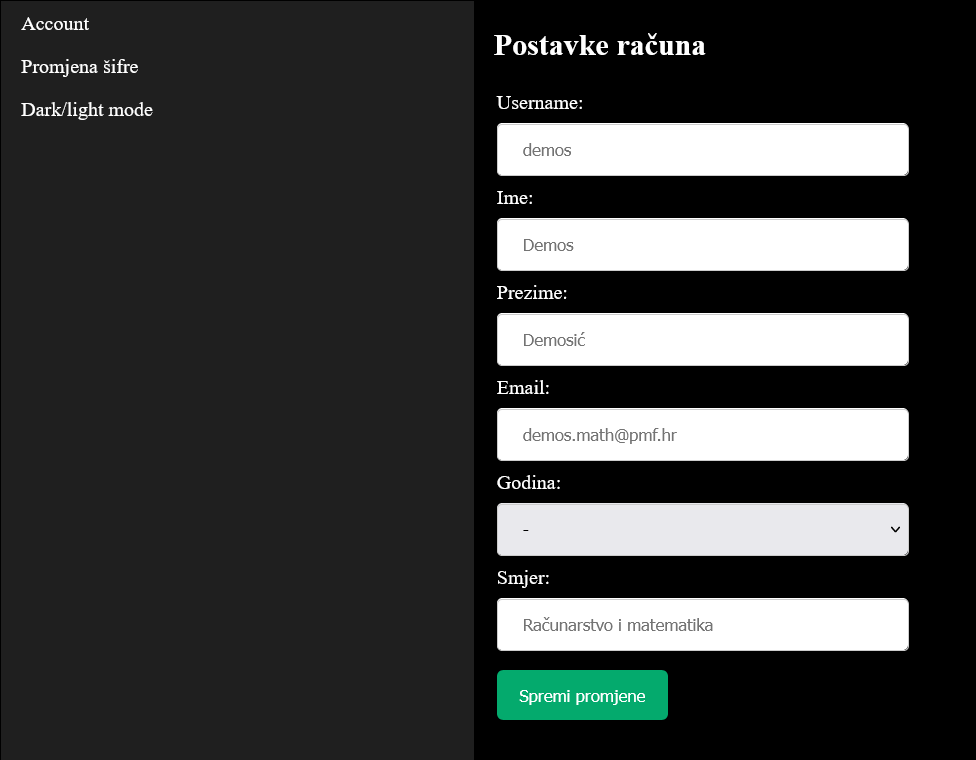 Account
Promjena šifre
Dark/light mode
Postavke računa
Username:
demos
Ime:
Demos
Prezime:
Demosić
Email:
demos.math@pmf.hr
Godina:
-
Smjer:
Računarstvo i matematika
Spremi promjene